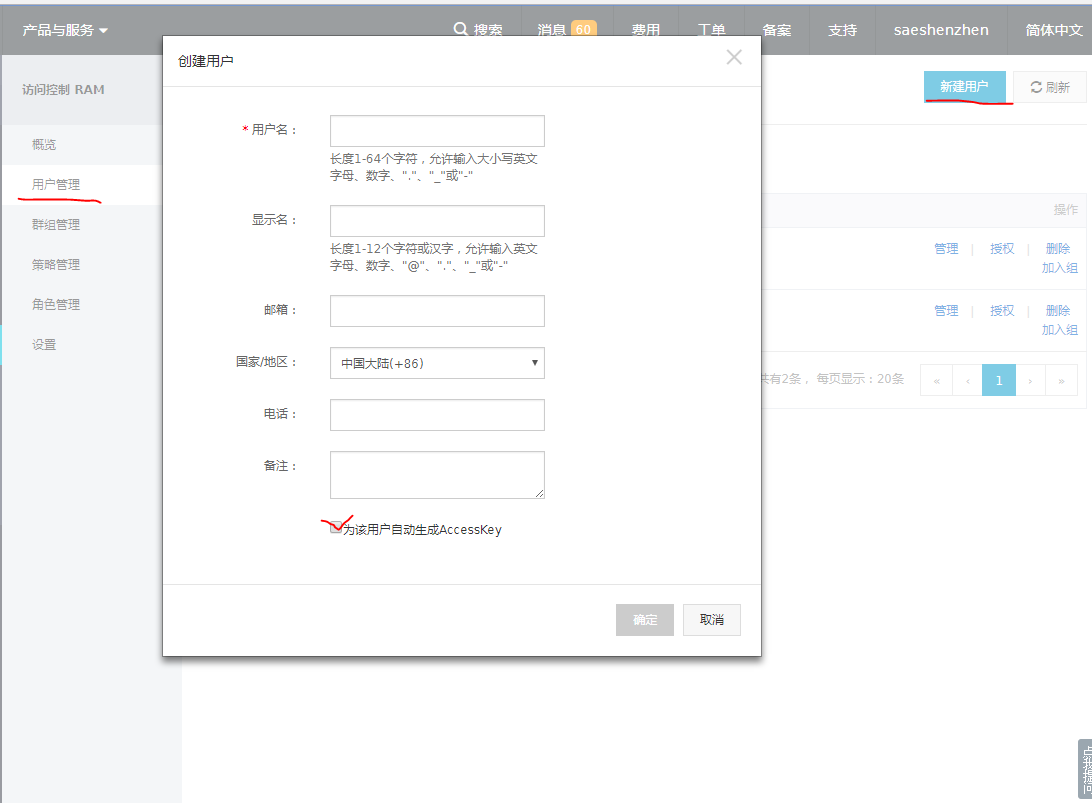 产品与服务 搜索 消息 60 费用 工单 备案 支持 saeshenzhen 简体中文
访问控制 RAM
概览
用户管理
群组管理
策略管理
角色管理
设置
新建用户 刷新
创建用户
* 用户名：
长度1-64个字符，允许输入大小写英文
字母、数字、"."、"_"或"-"
显示名：
长度1-12个字符或汉字，允许输入英文
字母、数字、"@"、"."、"_"或"-"
邮箱：
国家/地区： 中国大陆(+86)
电话：
备注：
为该用户自动生成AccessKey
确定 取消
操作
管理 | 授权 | 删除
加入组
管理 | 授权 | 删除
加入组
共有2条， 每页显示：20条 « ‹ 1 › »